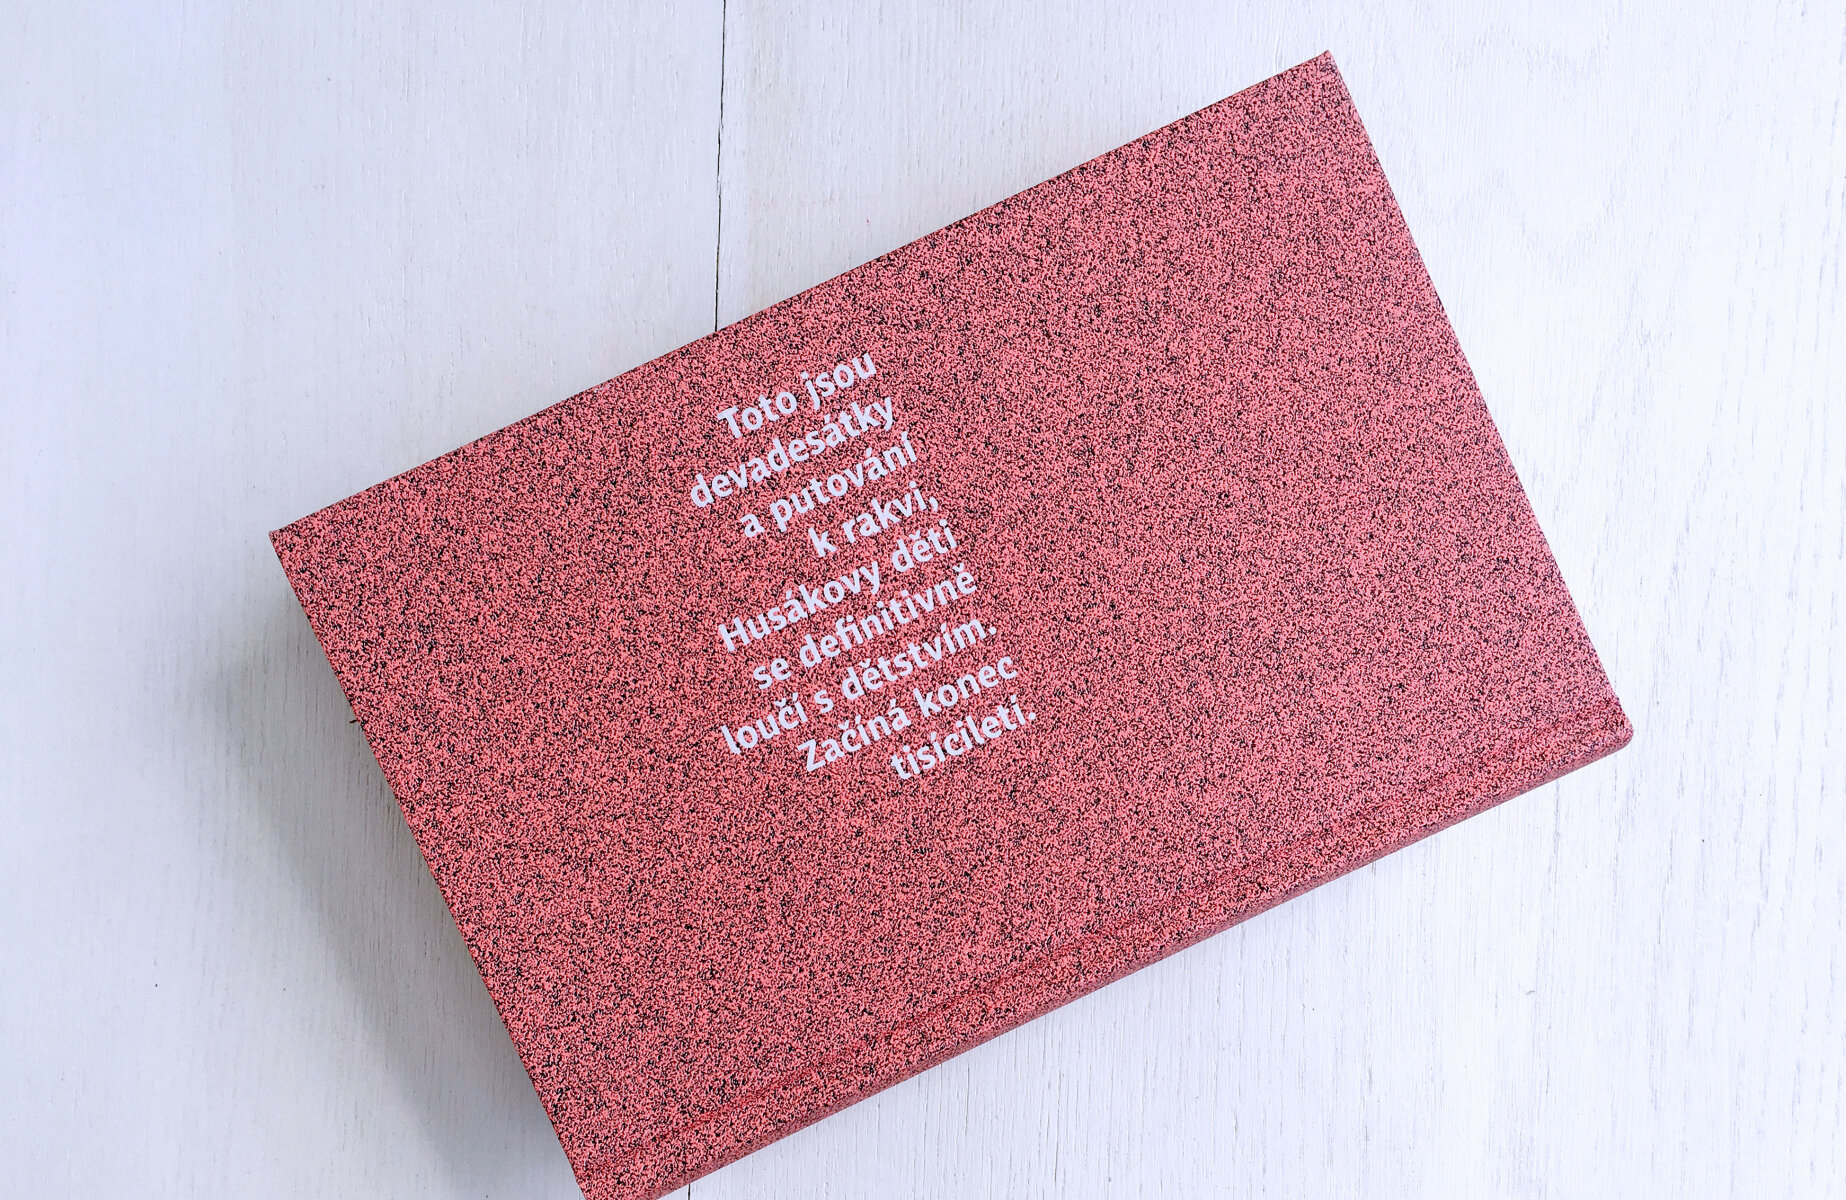 Toto jsou
devadesátky
a putování
k rakvi,
Husákovy děti
se definitivně
loučí s dětstvím.
Začíná konec
tisíciletí.